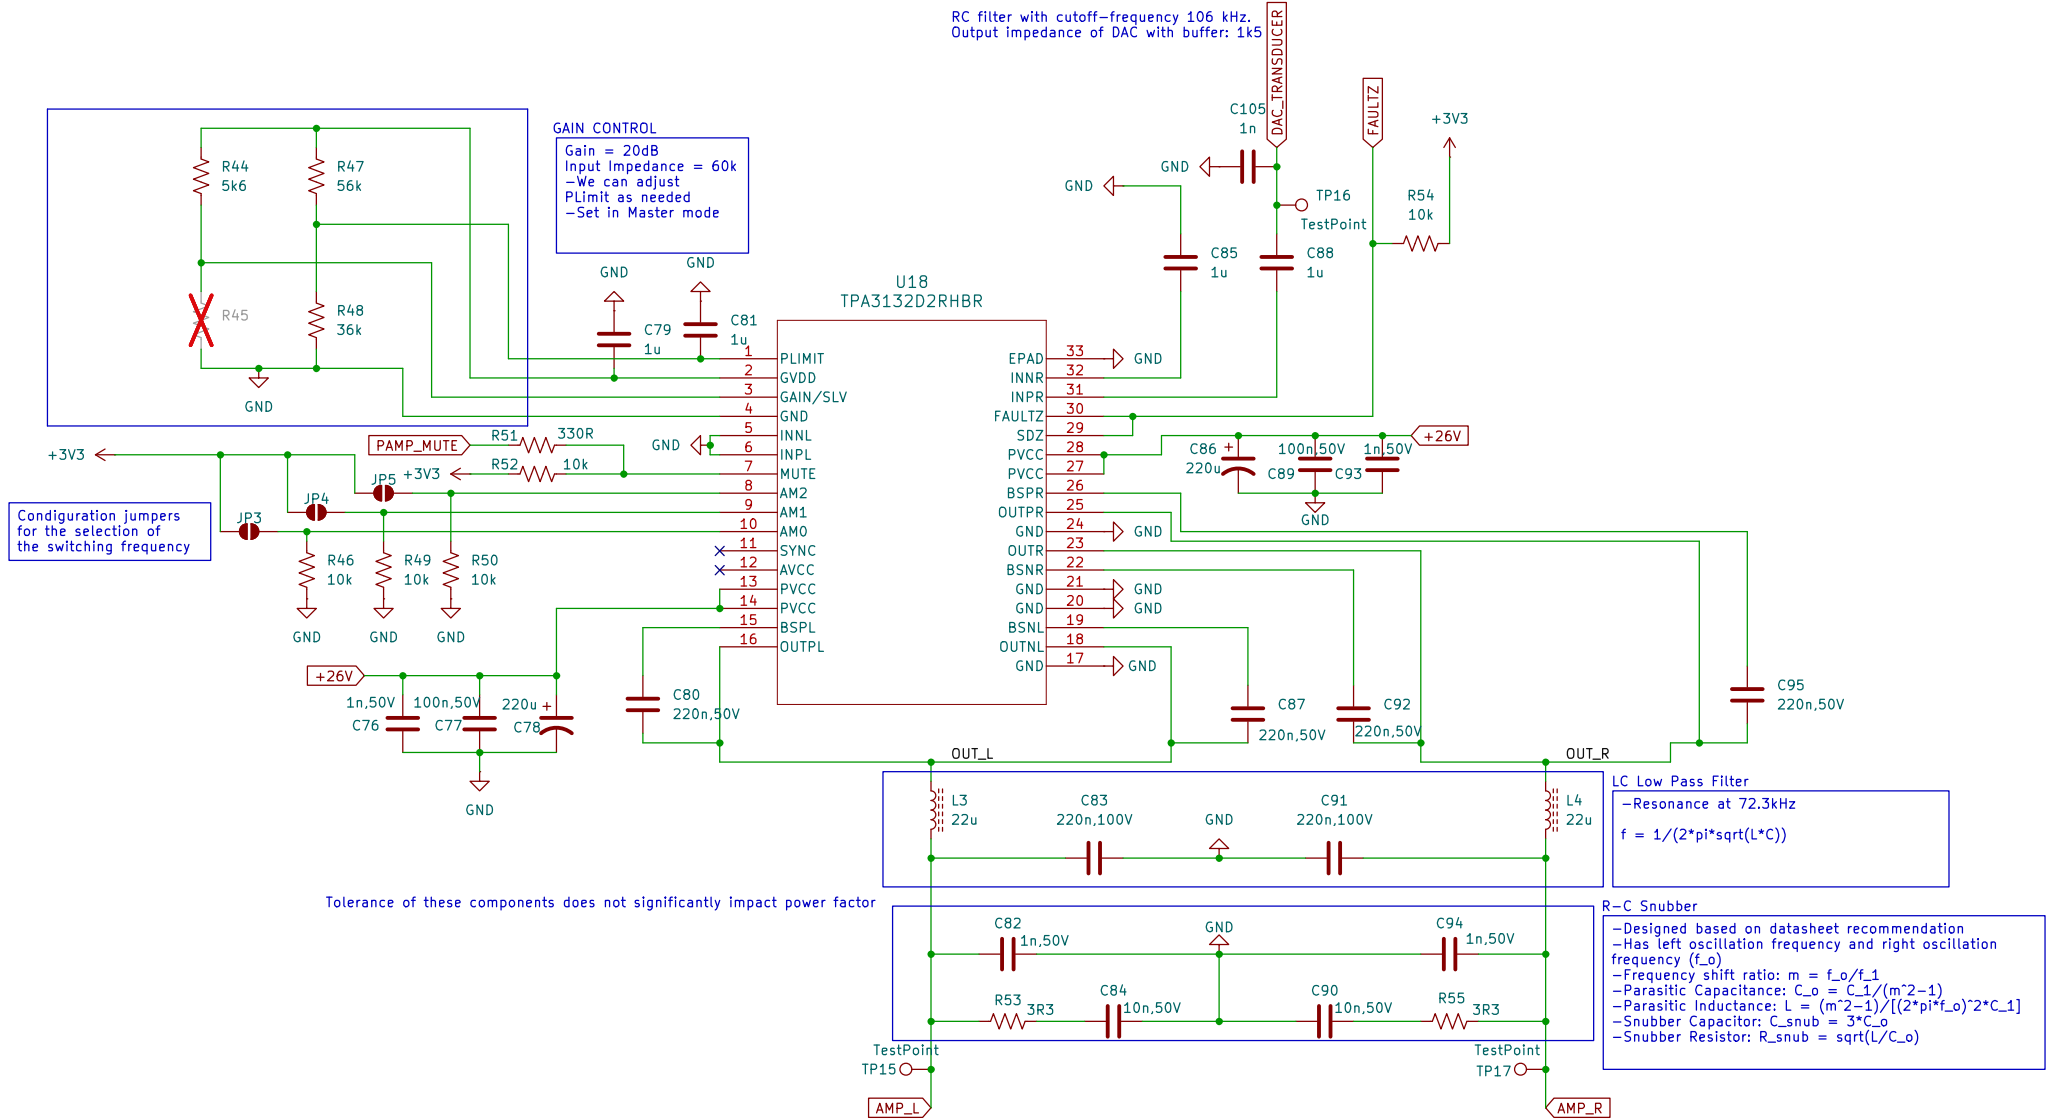 RC filter with cutoff-frequency 106 kHz.
Output impedance of DAC with buffer: 1k5
DAC_TRANSDUCER
FAULTZ
+3V3
C105
1n
GND
GND
TP16
TestPoint
R54
10k
C85
1u
C88
1u
GAIN CONTROL
Gain = 20dB
Input Impedance = 60k
-We can adjust
PLimit as needed
-Set in Master mode
R44
5k6
R47
56k
R45
R48
36k
GND
GND
GND
C79
1u
C81
1u
U18
TPA3132D2RHBR
1 PLIMIT
2 GVDD
3 GAIN/SLV
4 GND
5 INNL
6 INPL
7 MUTE
8 AM2
9 AM1
10 AM0
11 SYNC
12 AVCC
13 PVCC
14 PVCC
15 BSPL
16 OUTPL
EPAD 33 GND
INNR 32
INPR 31
FAULTZ 30
SDZ 29
PVCC 28
PVCC 27
BSPR 26
OUTPR 25
GND 24 GND
OUTR 23
BSNR 22
GND 21 GND
GND 20 GND
BSNL 19
OUTNL 18
GND 17 GND
PAMP_MUTE
R51
330R
GND
+3V3
+3V3
R52
10k
JP5
JP4
JP3
Condiguration jumpers
for the selection of
the switching frequency
R46
10k
R49
10k
R50
10k
GND
GND
GND
C86
220u
+
100n,50V
C89
1n,50V
C93
+26V
GND
+26V
1n,50V
C76
100n,50V
C77
220u
+
C78
GND
C80
220n,50V
C87
220n,50V
C92
220n,50V
C95
220n,50V
OUT_L
OUT_R
LC Low Pass Filter
-Resonance at 72.3kHz
f = 1/(2*pi*sqrt(L*C))
L3
22u
C83
220n,100V
GND
C91
220n,100V
L4
22u
Tolerance of these components does not significantly impact power factor
R-C Snubber
-Designed based on datasheet recommendation
-Has left oscillation frequency and right oscillation
frequency (f_o)
-Frequency shift ratio: m = f_o/f_1
-Parasitic Capacitance: C_o = C_1/(m^2-1)
-Parasitic Inductance: L = (m^2-1)/[(2*pi*f_o)^2*C_1]
-Snubber Capacitor: C_snub = 3*C_o
-Snubber Resistor: R_snub = sqrt(L/C_o)
C82
1n,50V
GND
C94
1n,50V
R53
3R3
C84
10n,50V
C90
10n,50V
R55
3R3
TestPoint
TP15
TestPoint
TP17
AMP_L
AMP_R